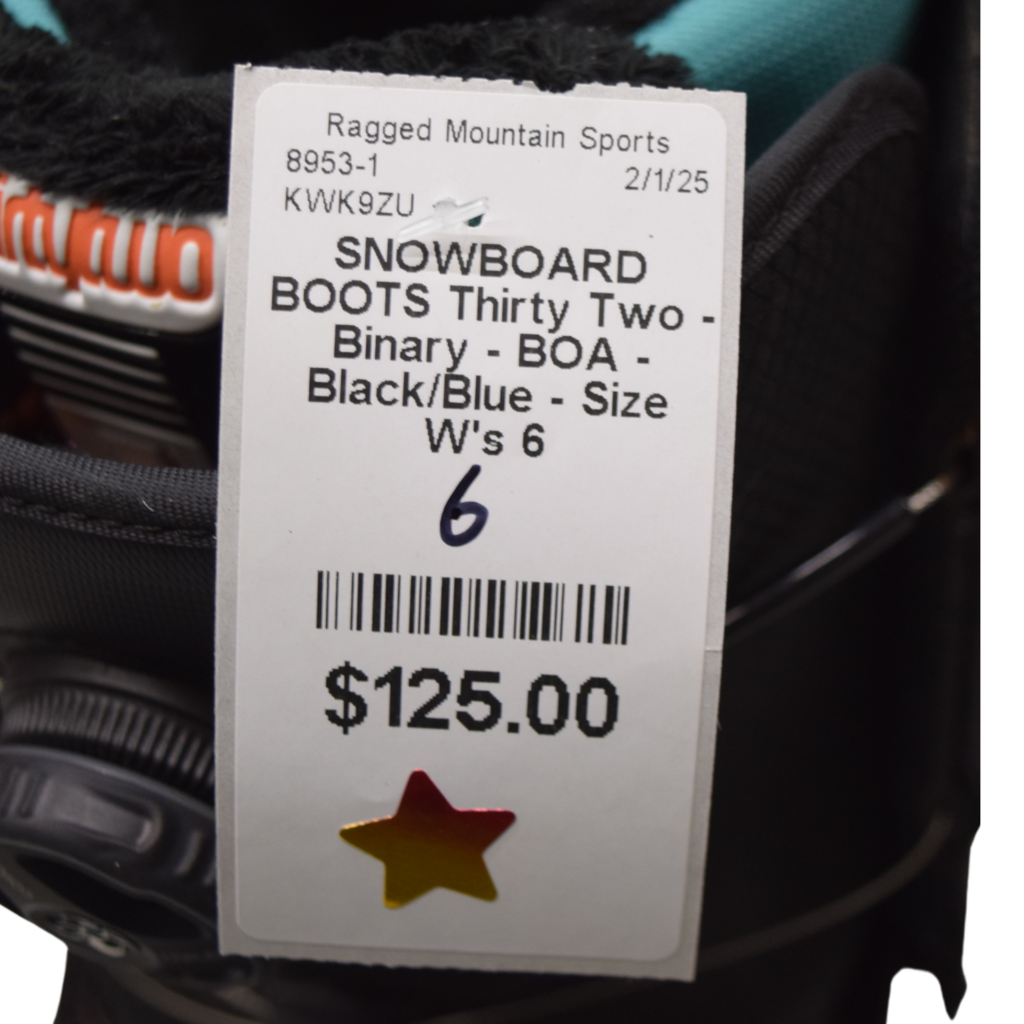 Ragged Mountain Sports
8953-1 2/1/25
KWK9ZU
SNOWBOARD
BOOTS Thirty Two -
Binary - BOA -
Black/Blue - Size
W's 6
6
$125.00